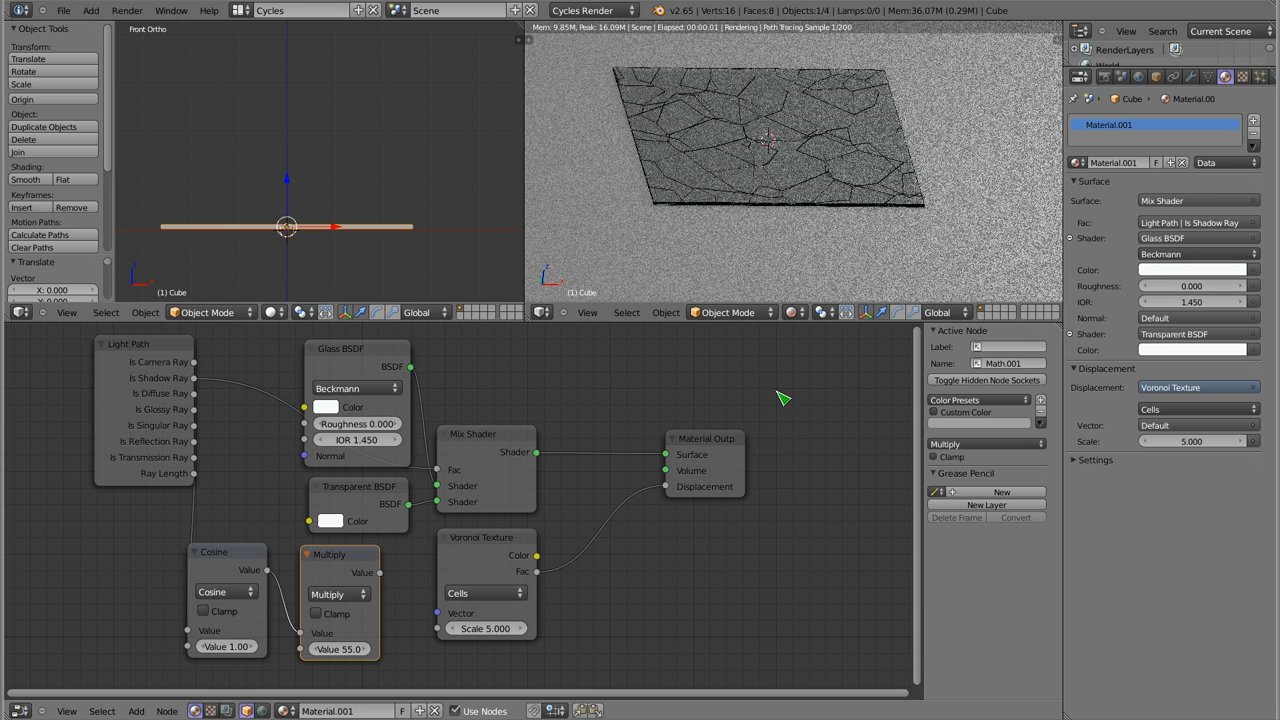 File Add Render Window Help Cycles Scene Cycles Render v2.65 | Verts:16 | Faces:8 | Objects:1/4 | Lamps:0/0 | Mem:36.07M (0.29M) | Cube
Object Tools
Transform:
Translate
Rotate
Scale
Origin
Object:
Duplicate Objects
Delete
Join
Shading:
Smooth Flat
Keyframes:
Insert Remove
Motion Paths:
Calculate Paths
Clear Paths
Translate
Vector
X: 0.000
Front Ortho
(1) Cube
View Select Object Object Mode Global
Mem: 9.85M, Peak: 16.09M | Scene | Elapsed: 00:00.01 | Rendering | Path Tracing Sample 1/200
(1) Cube
View Select Object Object Mode Global
View Search Current Scene
RenderLayers
World
Cube Material.00
Material.001
Material.001 F Data
Surface
Surface: Mix Shader
Fac: Light Path | Is Shadow Ray
Shader: Glass BSDF
Beckmann
Color:
Roughness: 0.000
IOR: 1.450
Normal: Default
Shader: Transparent BSDF
Color:
Displacement
Displacement: Voronoi Texture
Cells
Vector: Default
Scale: 5.000
Settings
Light Path
Is Camera Ray
Is Shadow Ray
Is Diffuse Ray
Is Glossy Ray
Is Singular Ray
Is Reflection Ray
Is Transmission Ray
Ray Length
Glass BSDF
BSDF
Beckmann
Color
Roughness 0.000
IOR 1.450
Normal
Transparent BSDF
BSDF
Color
Mix Shader
Shader
Fac
Shader
Shader
Material Outp
Surface
Volume
Displacement
Cosine
Value
Cosine
Clamp
Value
Value 1.00
Multiply
Value
Multiply
Clamp
Value
Value 55.0
Voronoi Texture
Color
Fac
Cells
Vector
Scale 5.000
Active Node
Label:
Name: Math.001
Toggle Hidden Node Sockets
Color Presets
Custom Color
Multiply
Clamp
Grease Pencil
New
New Layer
Delete Frame Convert
View Select Add Node Material.001 F Use Nodes